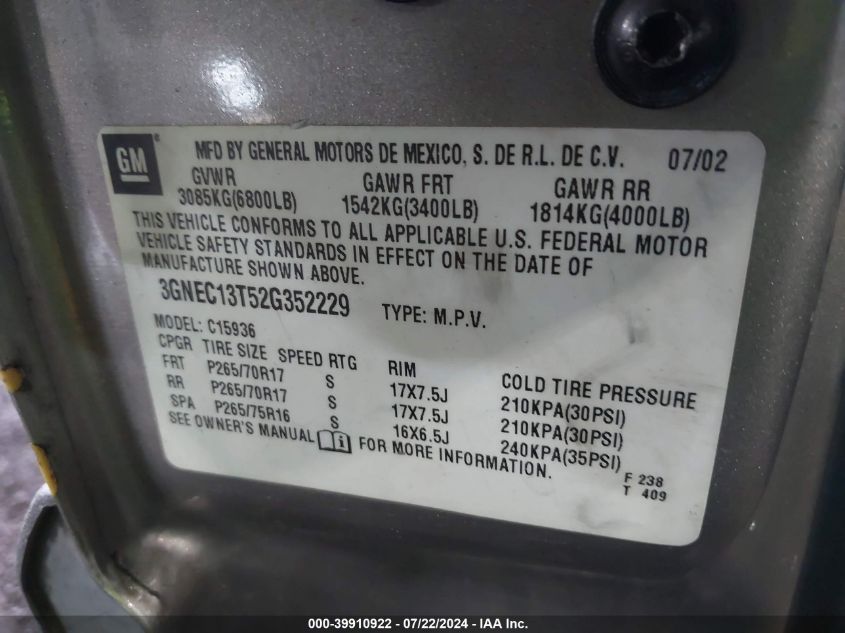 GM ® MFD BY GENERAL MOTORS DE MEXICO, S. DE R.L. DE C.V. 07/02
GVWR GAWR FRT GAWR RR
3085KG(6800LB) 1542KG(3400LB) 1814KG(4000LB)
THIS VEHICLE CONFORMS TO ALL APPLICABLE U.S. FEDERAL MOTOR
VEHICLE SAFETY STANDARDS IN EFFECT ON THE DATE OF
MANUFACTURE SHOWN ABOVE.
3GNEC13T52G352229 TYPE: M.P.V.
MODEL: C15936
CPGR TIRE SIZE SPEED RTG RIM COLD TIRE PRESSURE
FRT P265/70R17 S 17X7.5J 210KPA(30PSI)
RR P265/70R17 S 17X7.5J 210KPA(30PSI)
SPA P265/75R16 S 16X6.5J 240KPA(35PSI)
SEE OWNER'S MANUAL FOR MORE INFORMATION.
F 238
T 409
000-39910922 - 07/22/2024 - IAA Inc.